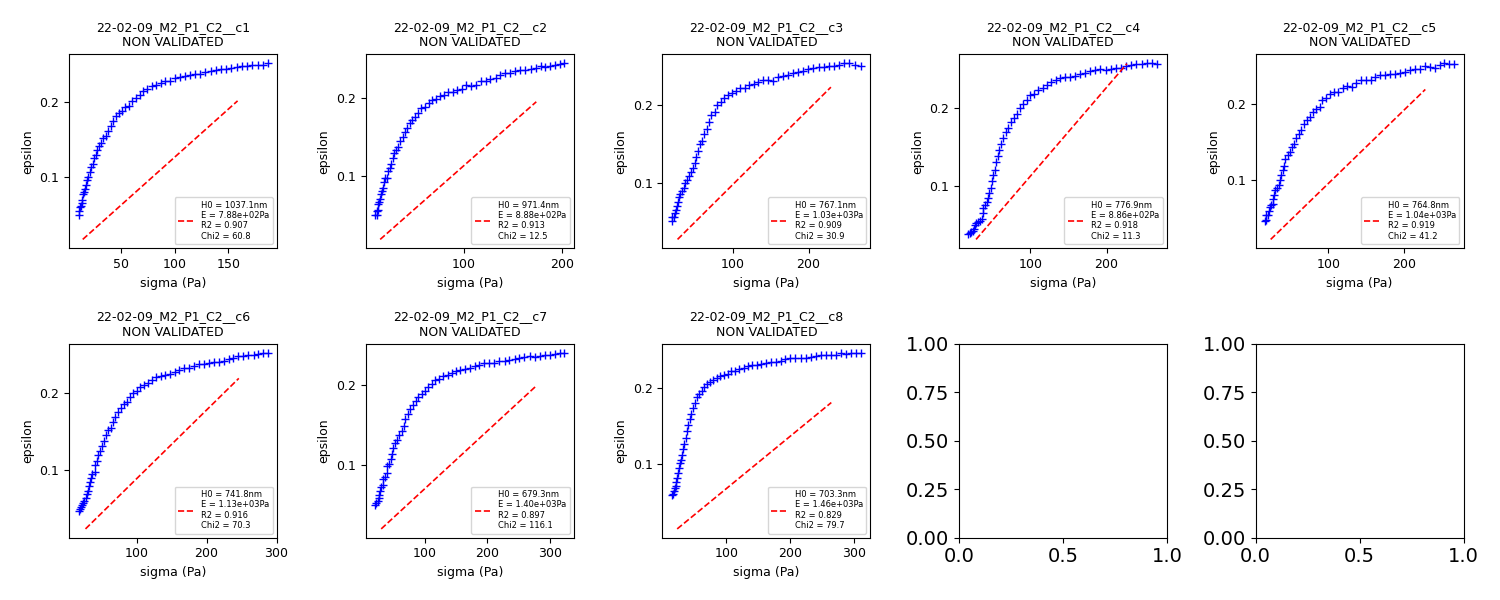 22-02-09_M2_P1_C2__c1
NON VALIDATED
0.2
0.1
epsilon
H0 = 1037.1nm
E = 7.88e+02Pa
R2 = 0.907
Chi2 = 60.8
50
100
150
sigma (Pa)
22-02-09_M2_P1_C2__c2
NON VALIDATED
0.2
0.1
epsilon
H0 = 971.4nm
E = 8.88e+02Pa
R2 = 0.913
Chi2 = 12.5
100
200
sigma (Pa)
22-02-09_M2_P1_C2__c3
NON VALIDATED
0.2
0.1
epsilon
H0 = 767.1nm
E = 1.03e+03Pa
R2 = 0.909
Chi2 = 30.9
100
200
sigma (Pa)
22-02-09_M2_P1_C2__c4
NON VALIDATED
0.2
0.1
epsilon
H0 = 776.9nm
E = 8.86e+02Pa
R2 = 0.918
Chi2 = 11.3
100
200
sigma (Pa)
22-02-09_M2_P1_C2__c5
NON VALIDATED
0.2
0.1
epsilon
H0 = 764.8nm
E = 1.04e+03Pa
R2 = 0.919
Chi2 = 41.2
100
200
sigma (Pa)
22-02-09_M2_P1_C2__c6
NON VALIDATED
0.2
0.1
epsilon
H0 = 741.8nm
E = 1.13e+03Pa
R2 = 0.916
Chi2 = 70.3
100
200
300
sigma (Pa)
22-02-09_M2_P1_C2__c7
NON VALIDATED
0.2
0.1
epsilon
H0 = 679.3nm
E = 1.40e+03Pa
R2 = 0.897
Chi2 = 116.1
100
200
300
sigma (Pa)
22-02-09_M2_P1_C2__c8
NON VALIDATED
0.2
0.1
epsilon
H0 = 703.3nm
E = 1.46e+03Pa
R2 = 0.829
Chi2 = 79.7
100
200
300
sigma (Pa)
1.00
0.75
0.50
0.25
0.00
0.0
0.5
1.0
1.00
0.75
0.50
0.25
0.00
0.0
0.5
1.0